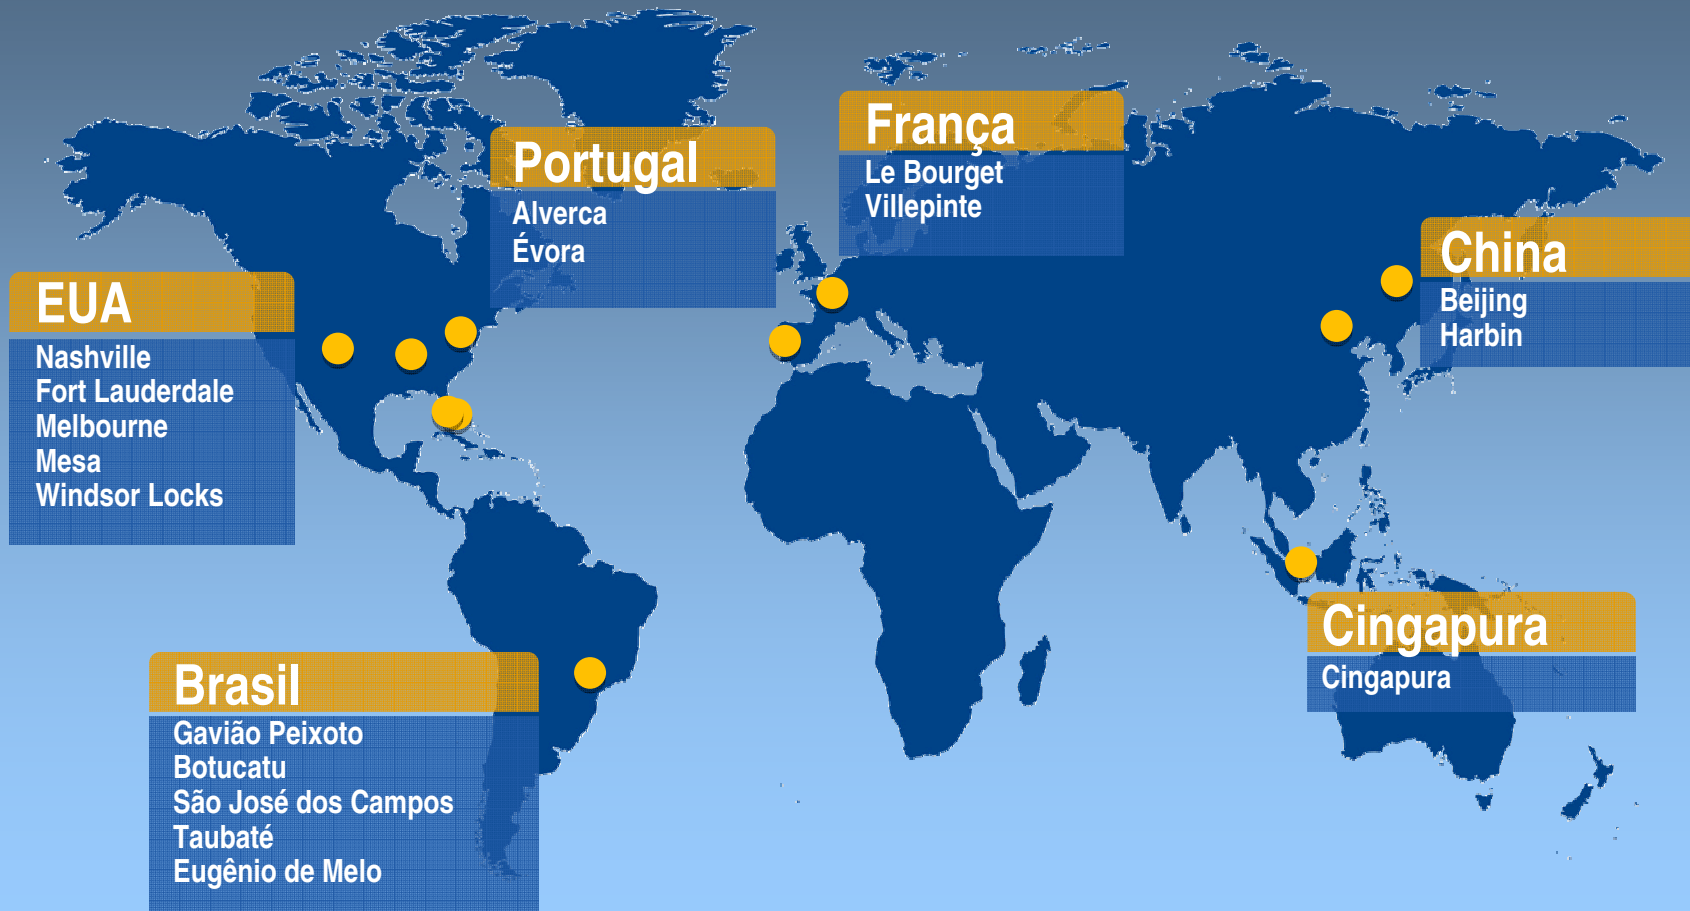 França
Le Bourget
Villepinte
Portugal
Alverca
Évora
China
Beijing
Harbin
EUA
Nashville
Fort Lauderdale
Melbourne
Mesa
Windsor Locks
Cingapura
Cingapura
Brasil
Gavião Peixoto
Botucatu
São José dos Campos
Taubaté
Eugênio de Melo